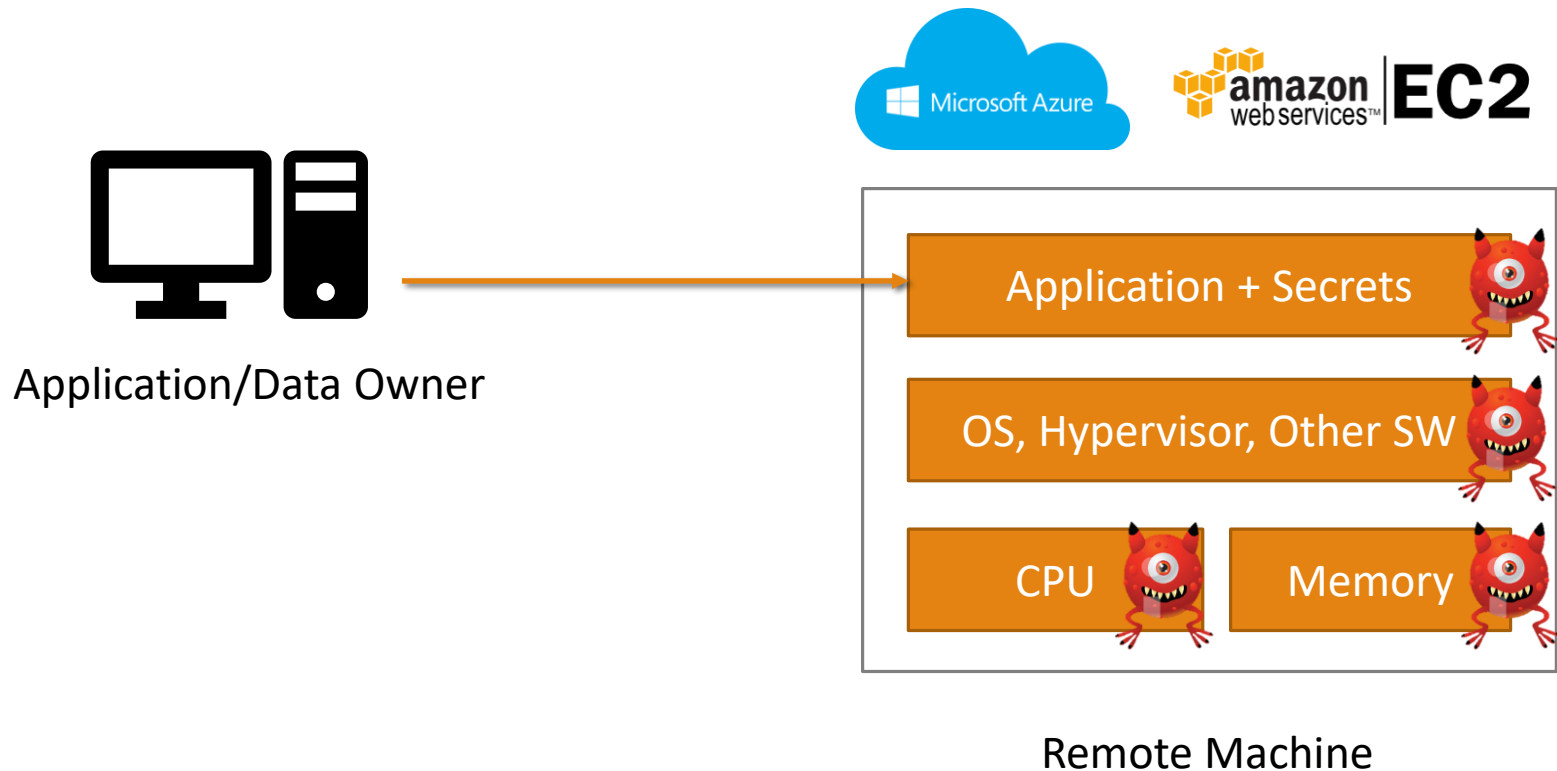 Microsoft Azure
amazon
web services™
EC2
Application + Secrets
Application/Data Owner
OS, Hypervisor, Other SW
CPU
Memory
Remote Machine